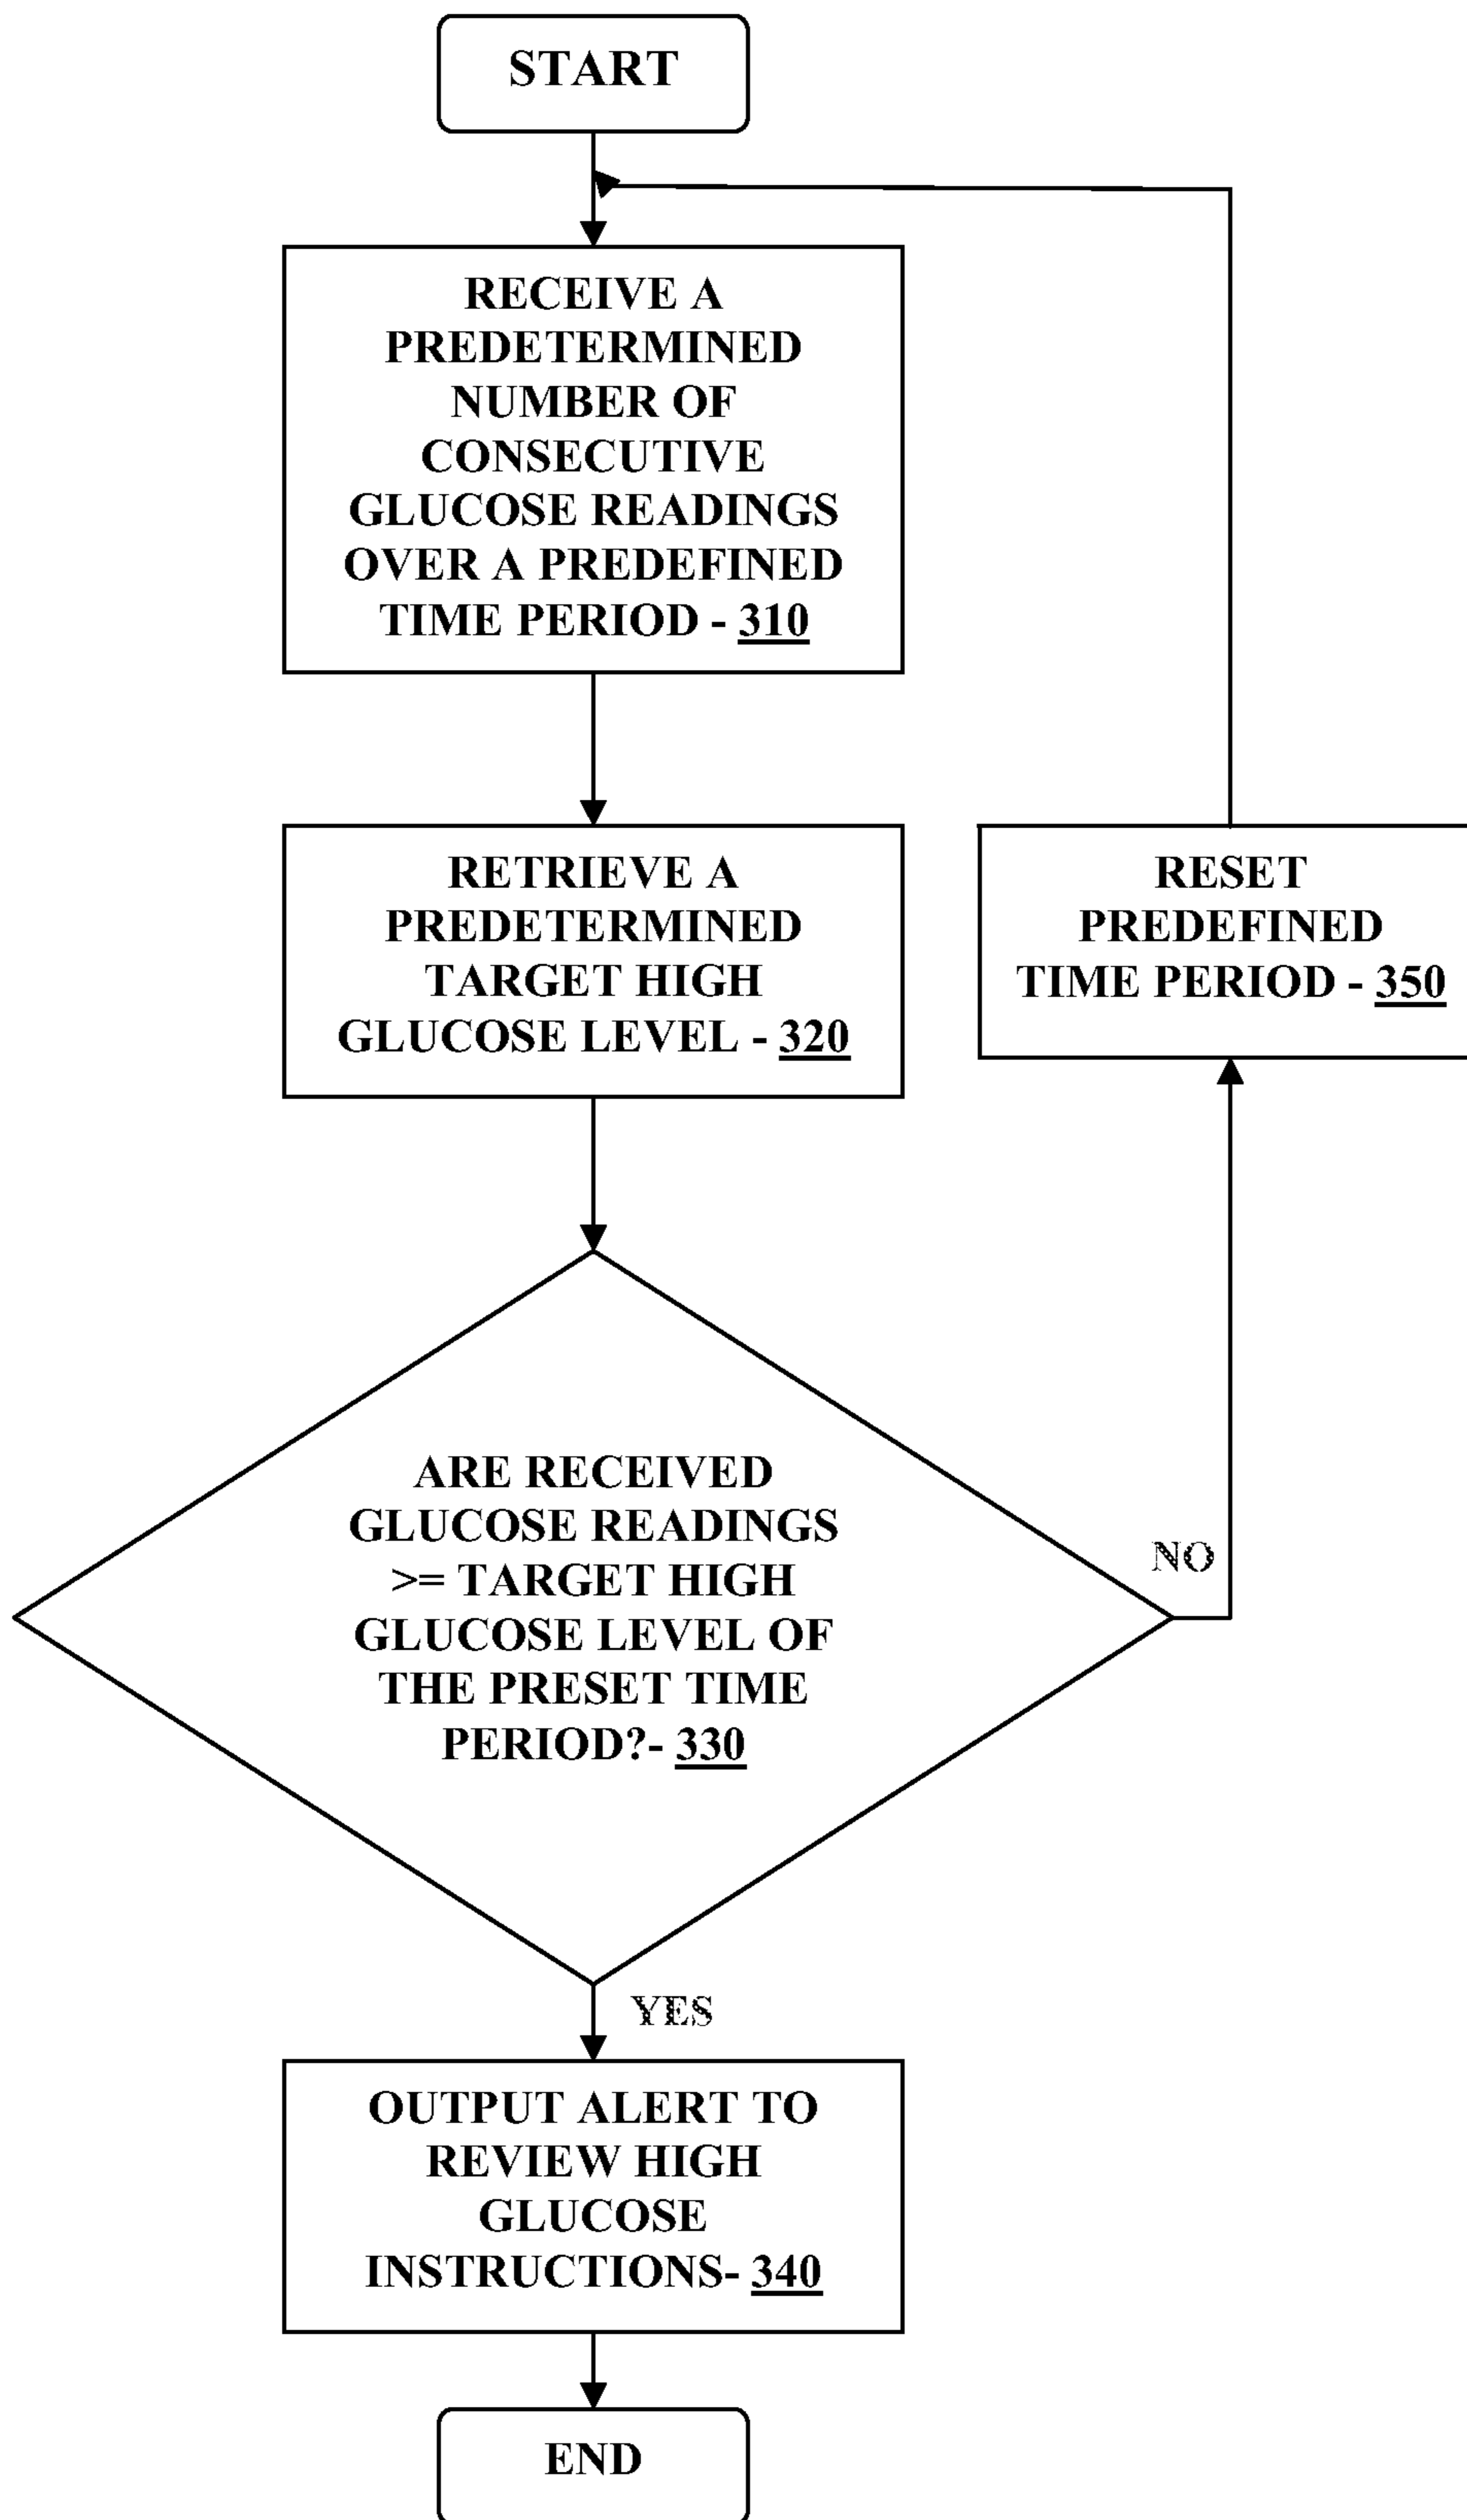 START
RECEIVE A
PREDETERMINED
NUMBER OF
CONSECUTIVE
GLUCOSE READINGS
OVER A PREDEFINED
TIME PERIOD - 310
RETRIEVE A
PREDETERMINED
TARGET HIGH
GLUCOSE LEVEL - 320
RESET
PREDEFINED
TIME PERIOD - 350
ARE RECEIVED
GLUCOSE READINGS
>= TARGET HIGH
GLUCOSE LEVEL OF
THE PRESET TIME
PERIOD?- 330
NO
YES
OUTPUT ALERT TO
REVIEW HIGH
GLUCOSE
INSTRUCTIONS- 340
END